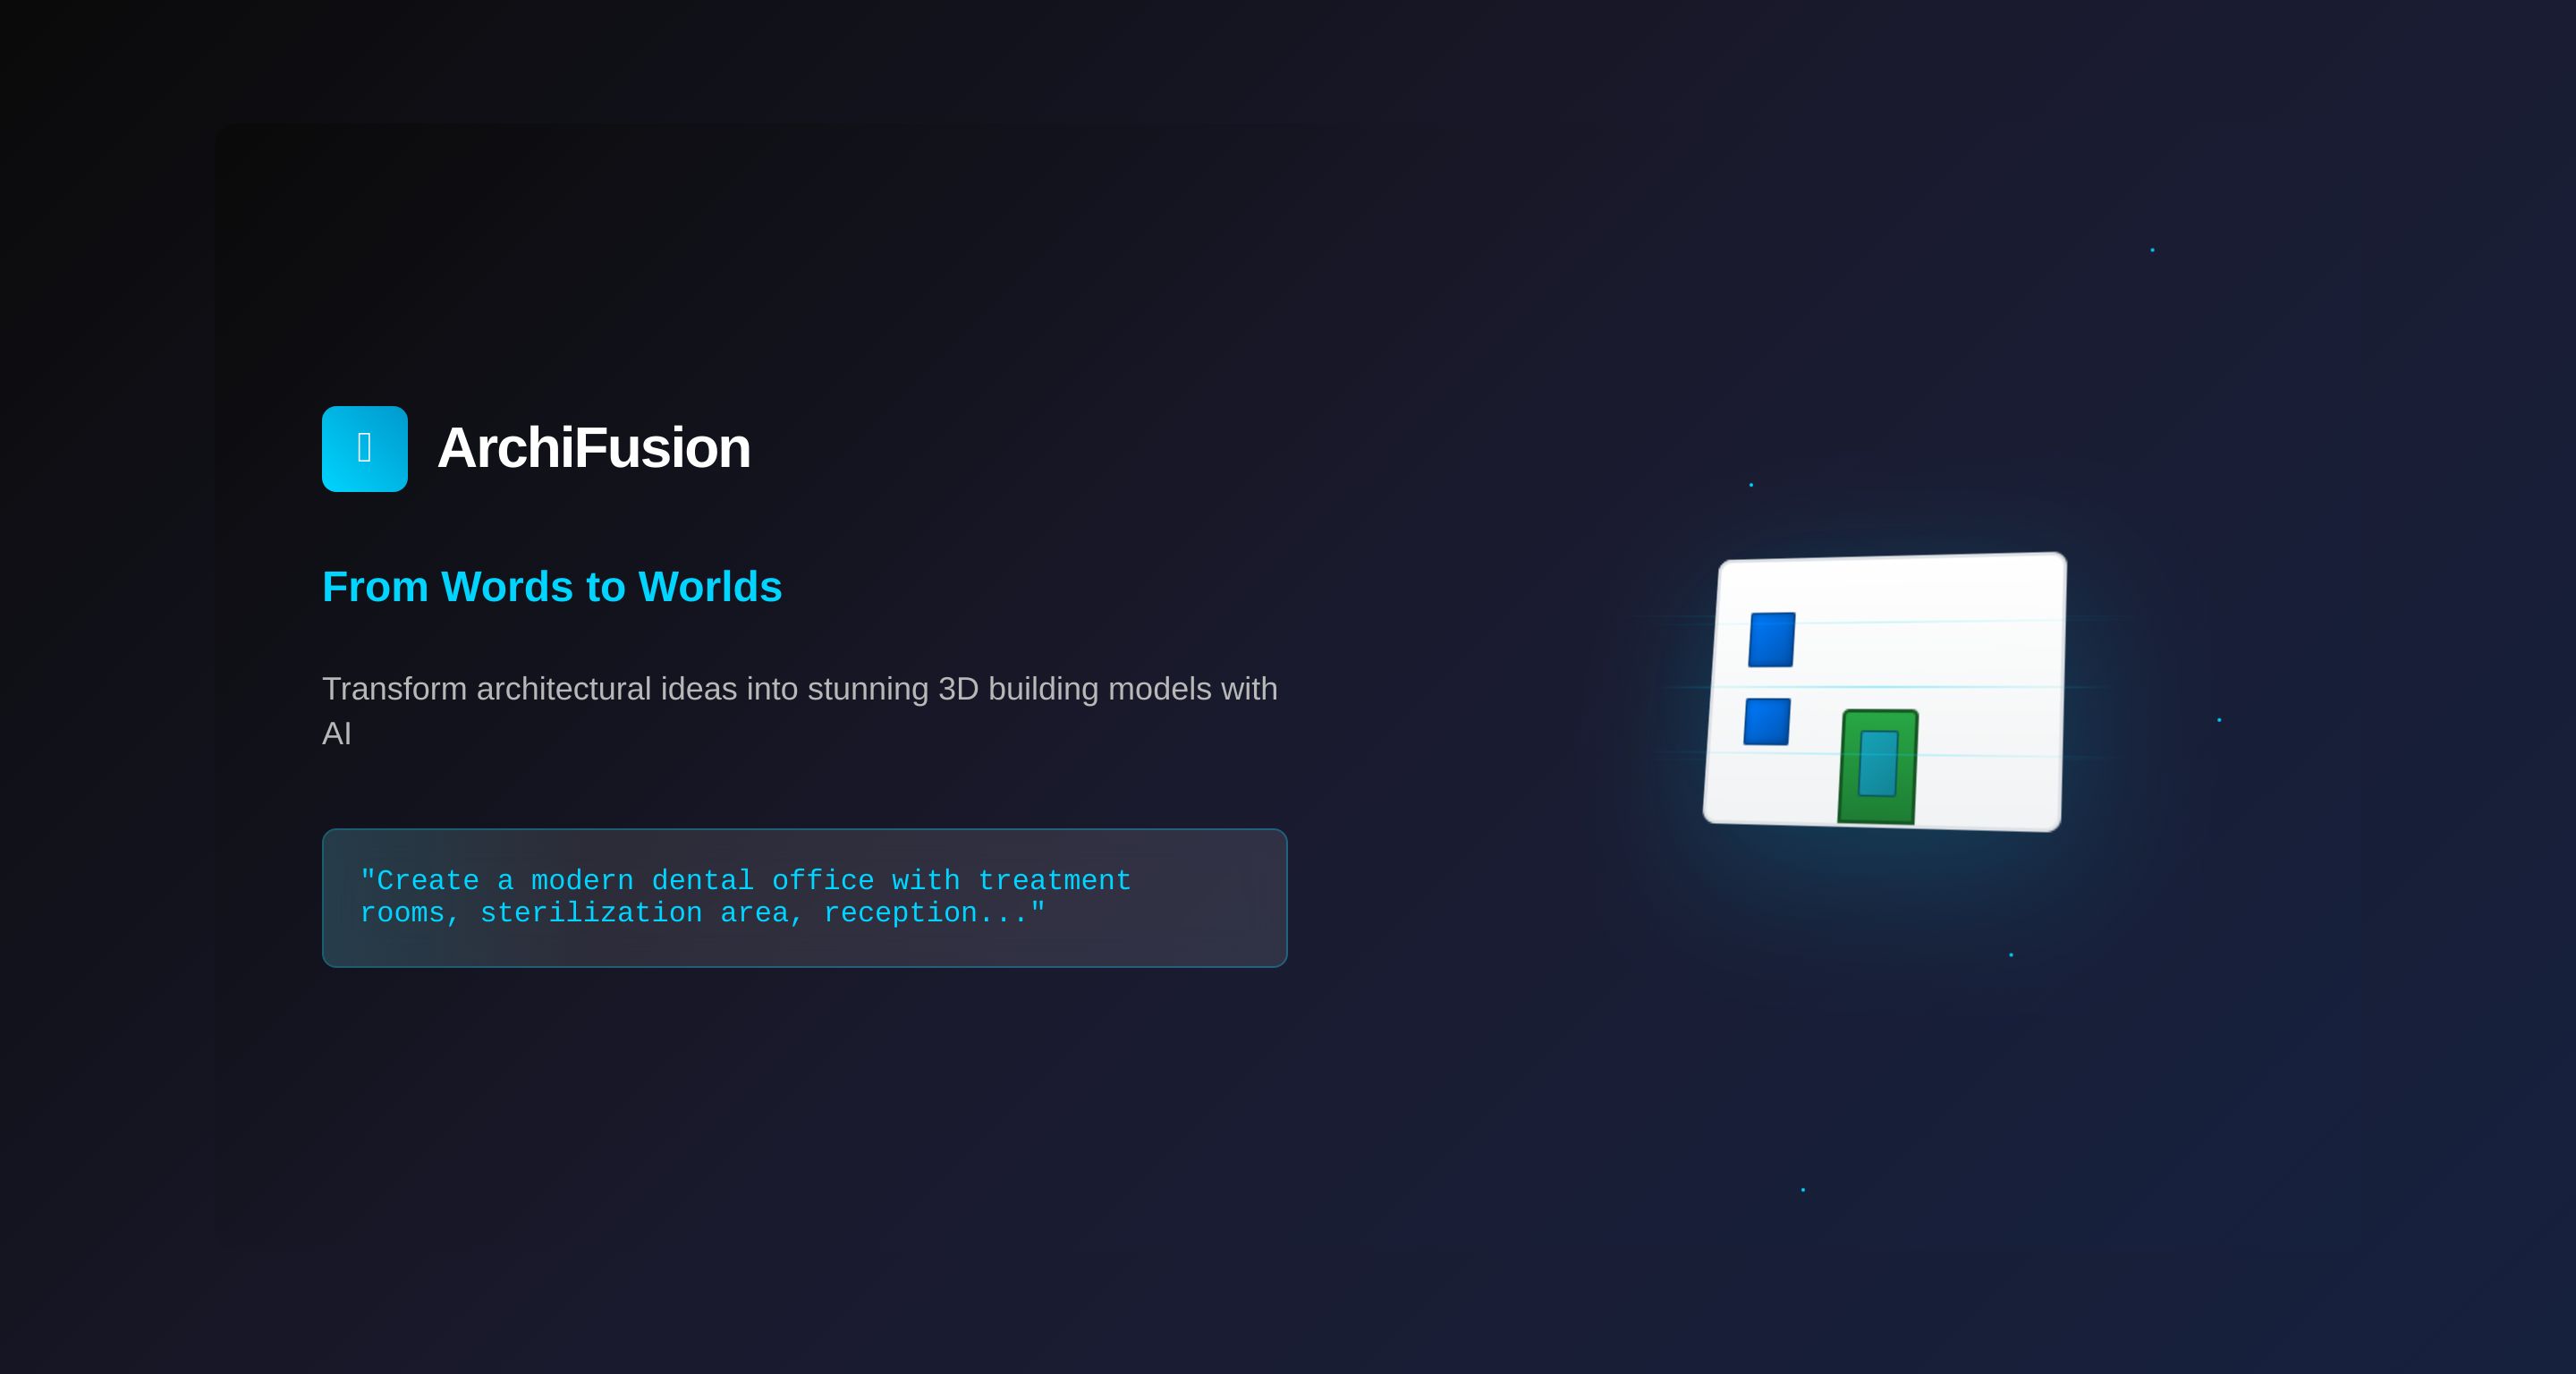 ArchiFusion
From Words to Worlds
Transform architectural ideas into stunning 3D building models with
AI
"Create a modern dental office with treatment
rooms, sterilization area, reception..."